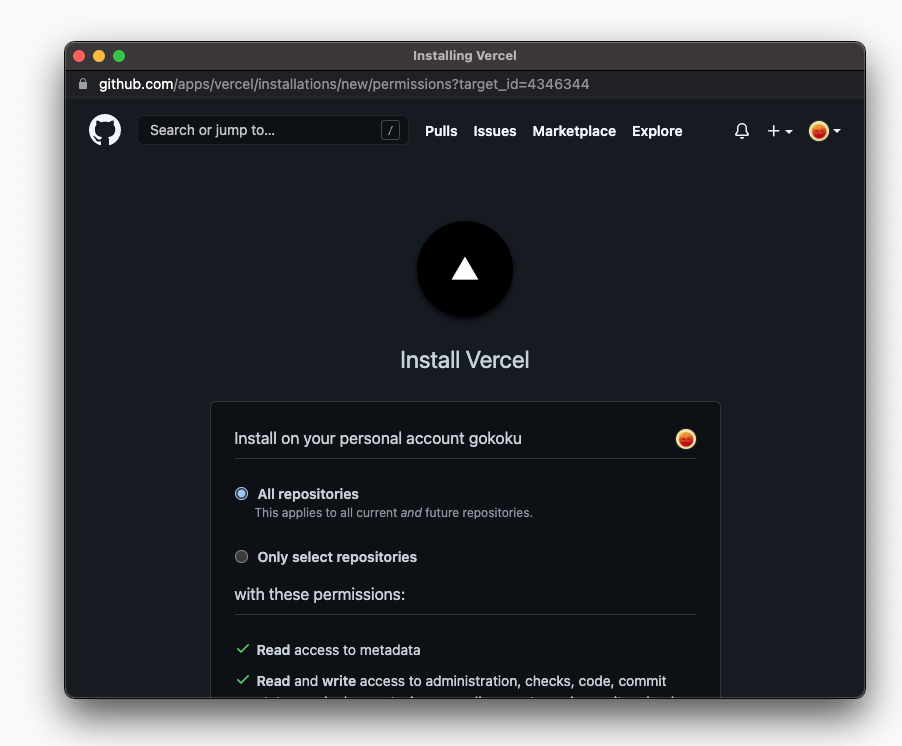 Installing Vercel
github.com/apps/vercel/installations/new/permissions?target_id=4346344
Search or jump to... / Pulls Issues Marketplace Explore
Install Vercel
Install on your personal account gokoku
All repositories
This applies to all current and future repositories.
Only select repositories
with these permissions:
Read access to metadata
Read and write access to administration, checks, code, commit